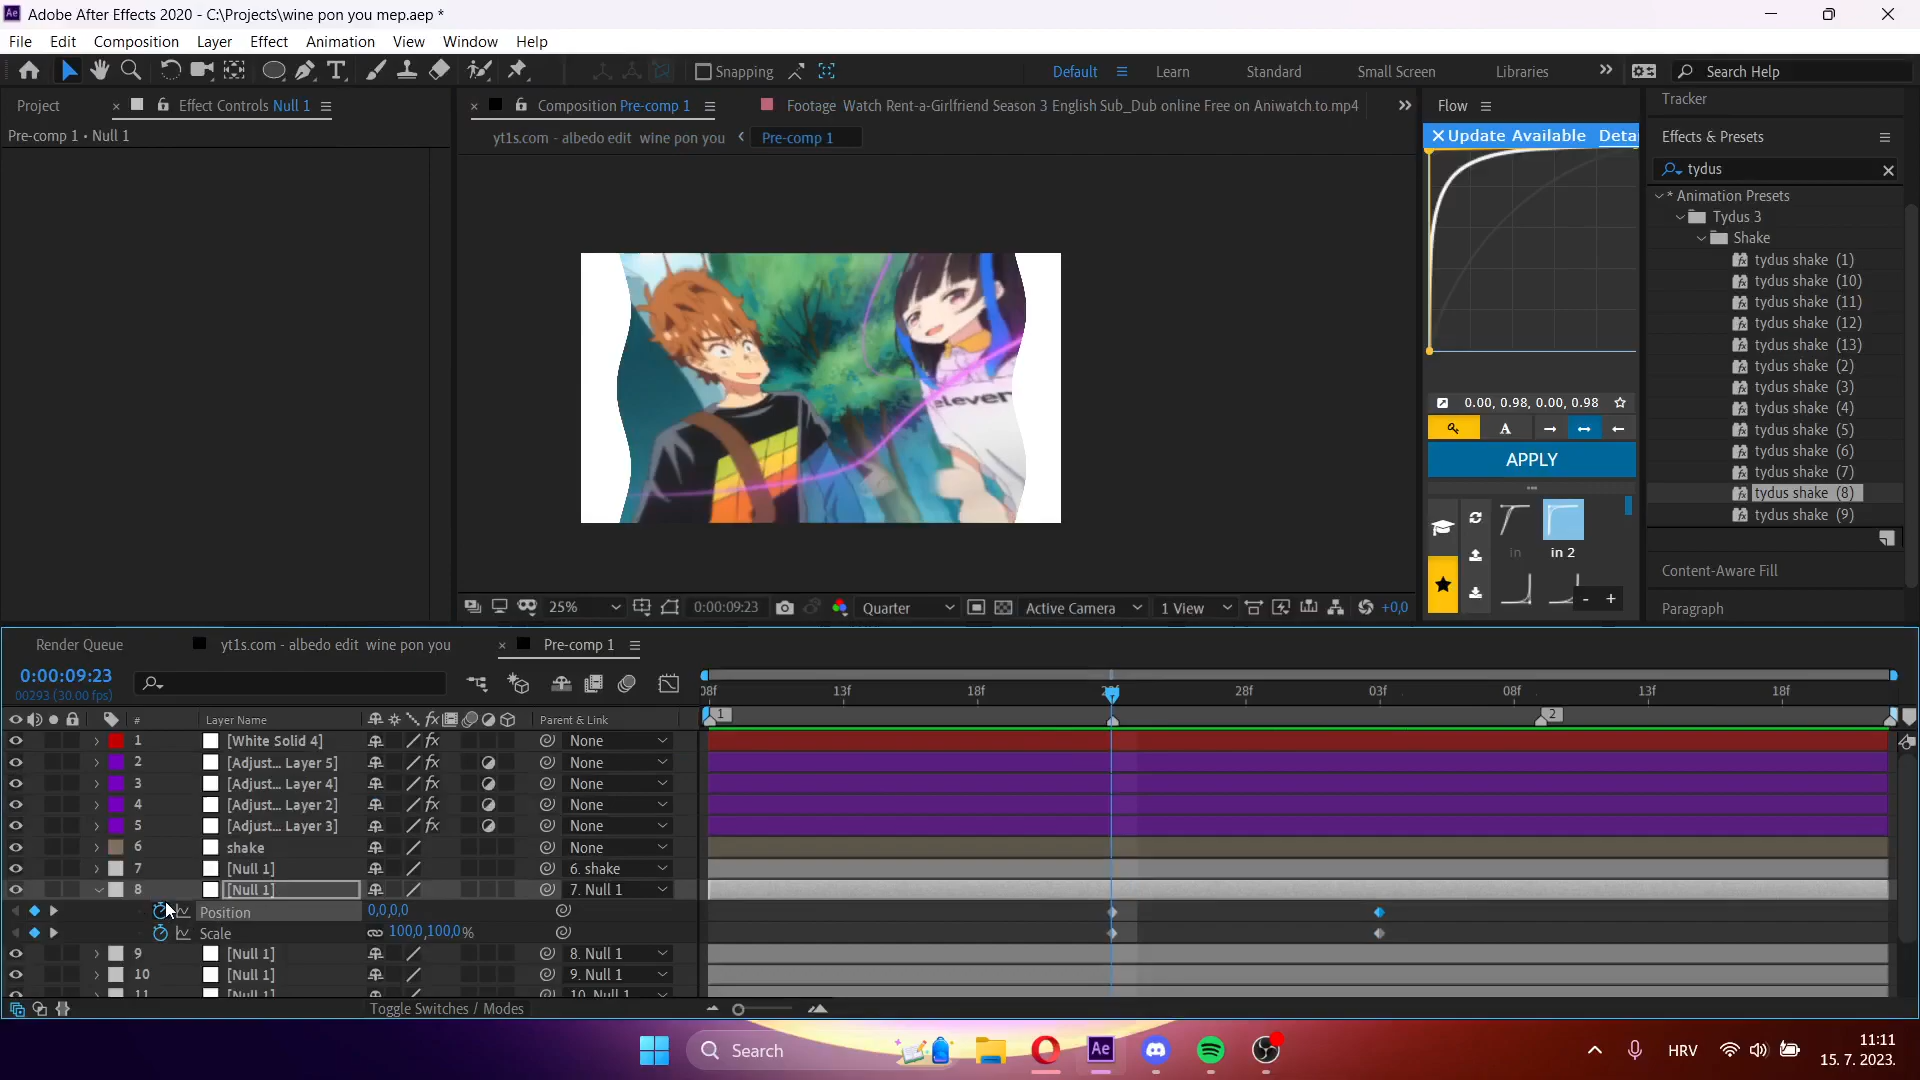 Adobe After Effects 2020 - C:\Projects\wine pon you mep.aep *
File Edit Composition Layer Effect Animation View Window Help
Snapping Default Learn Standard Small Screen Libraries Search Help
Project Effect Controls Null 1 Composition Pre-comp 1 Footage Watch Rent-a-Girlfriend Season 3 English Sub_Dub online Free on Aniwatch.to.mp4 Flow Tracker
Pre-comp 1 • Null 1 yt1s.com - albedo edit wine pon you Pre-comp 1 Update Available Detai Effects & Presets
tydus
* Animation Presets
Tydus 3
Shake
tydus shake (1)
tydus shake (10)
tydus shake (11)
tydus shake (12)
tydus shake (13)
tydus shake (2)
tydus shake (3)
tydus shake (4)
tydus shake (5)
tydus shake (6)
tydus shake (7)
tydus shake (8)
tydus shake (9)
Content-Aware Fill
Paragraph
eleven
0.00, 0.98, 0.00, 0.98
A
APPLY
In in 2
- +
25% 0:00:09:23 Quarter Active Camera 1 View +0,0
Render Queue yt1s.com - albedo edit wine pon you Pre-comp 1
0:00:09:23
00293 (30.00 fps)
08f 13f 18f 28f 03f 08f 13f 18f
1 2
# Layer Name Parent & Link
1 [White Solid 4] None
2 [Adjust... Layer 5] None
3 [Adjust... Layer 4] None
4 [Adjust... Layer 2] None
5 [Adjust... Layer 3] None
6 shake None
7 [Null 1] 6. shake
8 [Null 1] 7. Null 1
Position 0,0,0,0
Scale 100,0,100,0%
9 [Null 1] 8. Null 1
10 [Null 1] 9. Null 1
11 [Null 1] 10. Null 1
Toggle Switches / Modes
Search Ae HRV 11:11
15. 7. 2023.